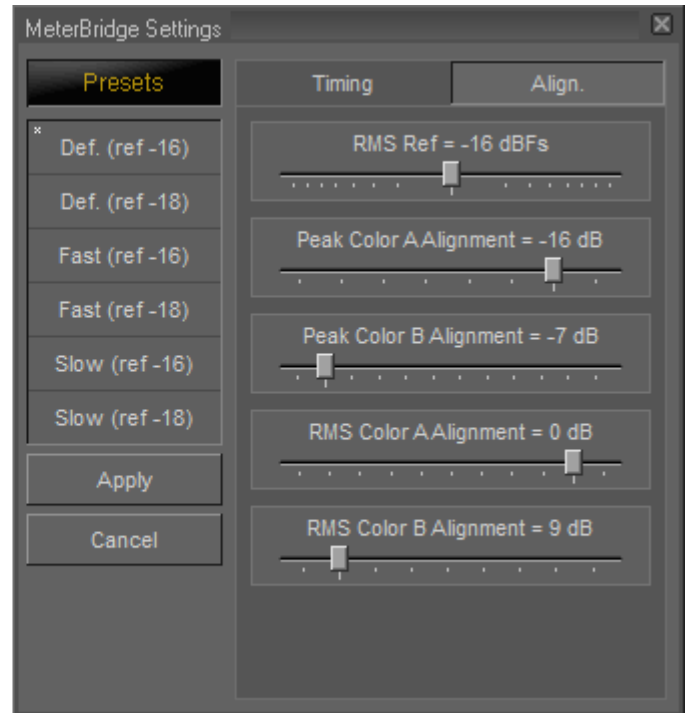 MeterBridge Settings
Presets
Def. (ref -16)
Def. (ref -18)
Fast (ref -16)
Fast (ref -18)
Slow (ref -16)
Slow (ref -18)
Apply
Cancel
Timing
Align.
RMS Ref = -16 dBFs
Peak Color A Alignment = -16 dB
Peak Color B Alignment = -7 dB
RMS Color A Alignment = 0 dB
RMS Color B Alignment = 9 dB